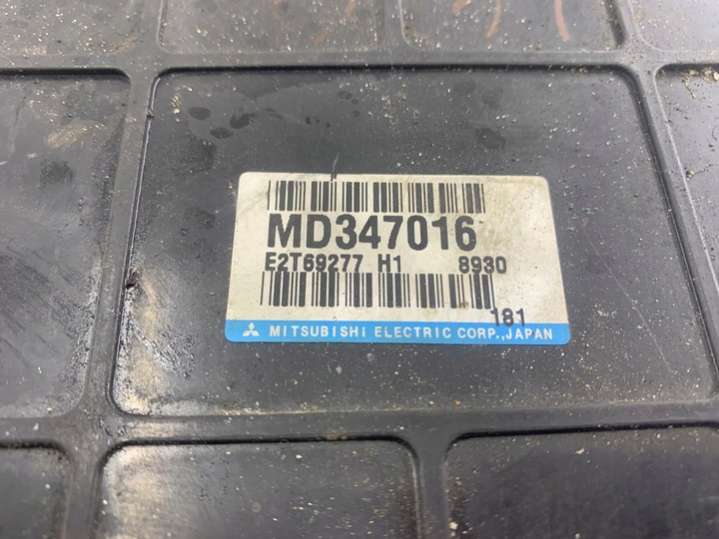 MD347016
E2T69277 H1 8930
181
MITSUBISHI ELECTRIC CORP.,JAPAN